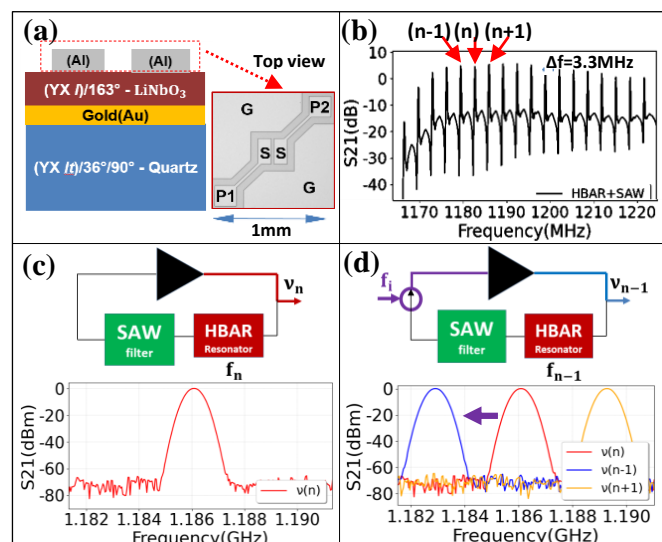 (a)
(Al)
(Al)
Top view
(YX l)/163° - LiNbO₃
Gold(Au)
(YX lt)/36°/90° - Quartz
G
P2
S S
P1
G
1mm
(b)
(n-1) (n) (n+1)
Δf=3.3MHz
10
0
-10
-20
-30
-40
S21(dB)
HBAR+SAW
1170 1180 1190 1200 1210 1220
Frequency(MHz)
(c)
νn
SAW
filter
HBAR
Resonator
fn
0
-20
-40
-60
-80
S21(dBm)
ν(n)
1.182 1.184 1.186 1.188 1.190
Frequency(GHz)
(d)
fi
νn−1
SAW
filter
HBAR
Resonator
fn−1
0
-20
-40
-60
-80
S21(dBm)
ν(n)
ν(n-1)
ν(n+1)
1.182 1.184 1.186 1.188 1.190
Frequency(GHz)